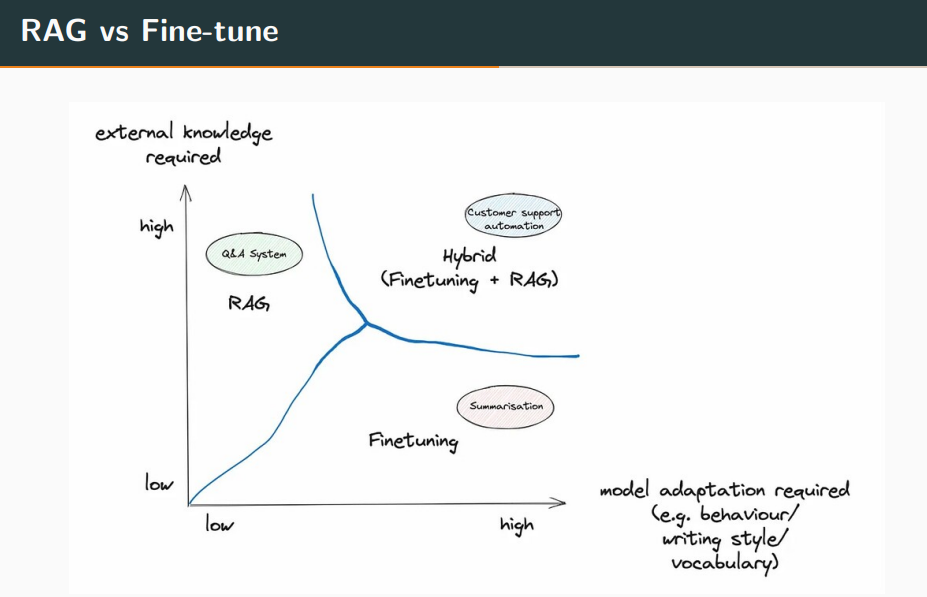 RAG vs Fine-tune
external knowledge
required
high
Q&A System
RAG
Customer support
automation
Hybrid
(Finetuning + RAG)
Summarisation
Finetuning
low
low
high
model adaptation required
(e.g. behaviour/
writing style/
vocabulary)